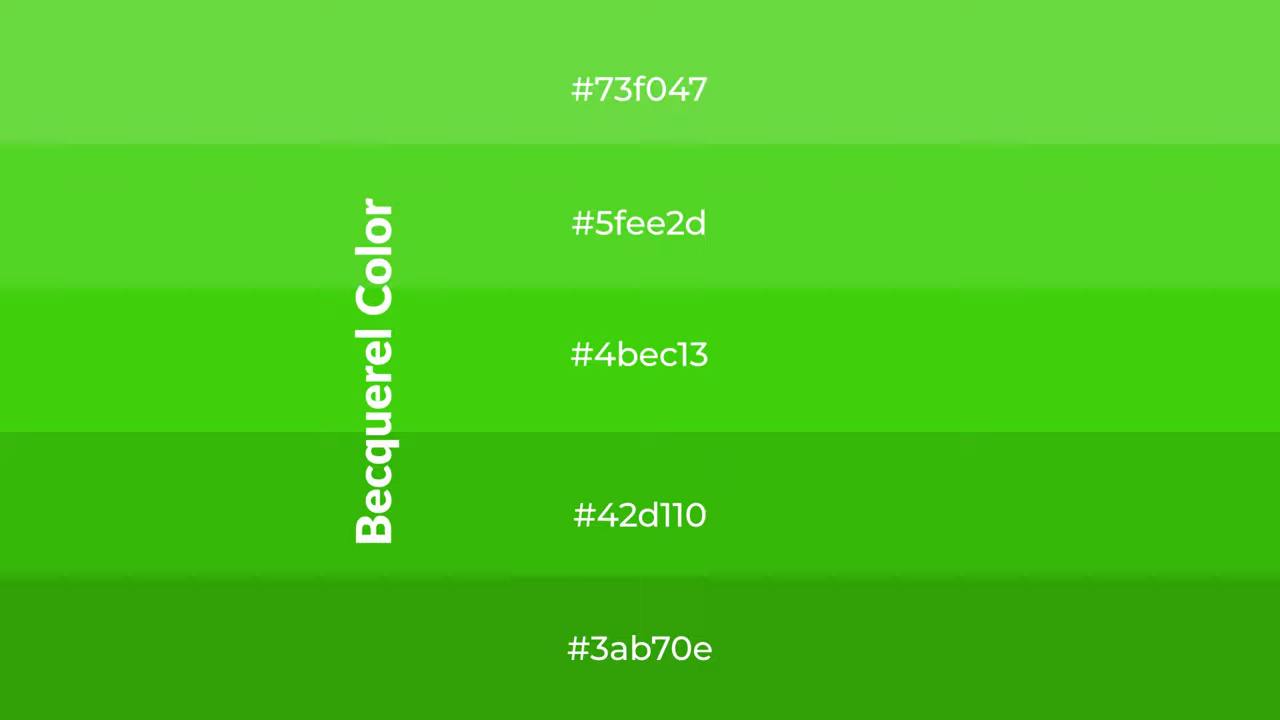 #73f047
#5fee2d
Becquerel Color
#4bec13
#42d110
#3ab70e